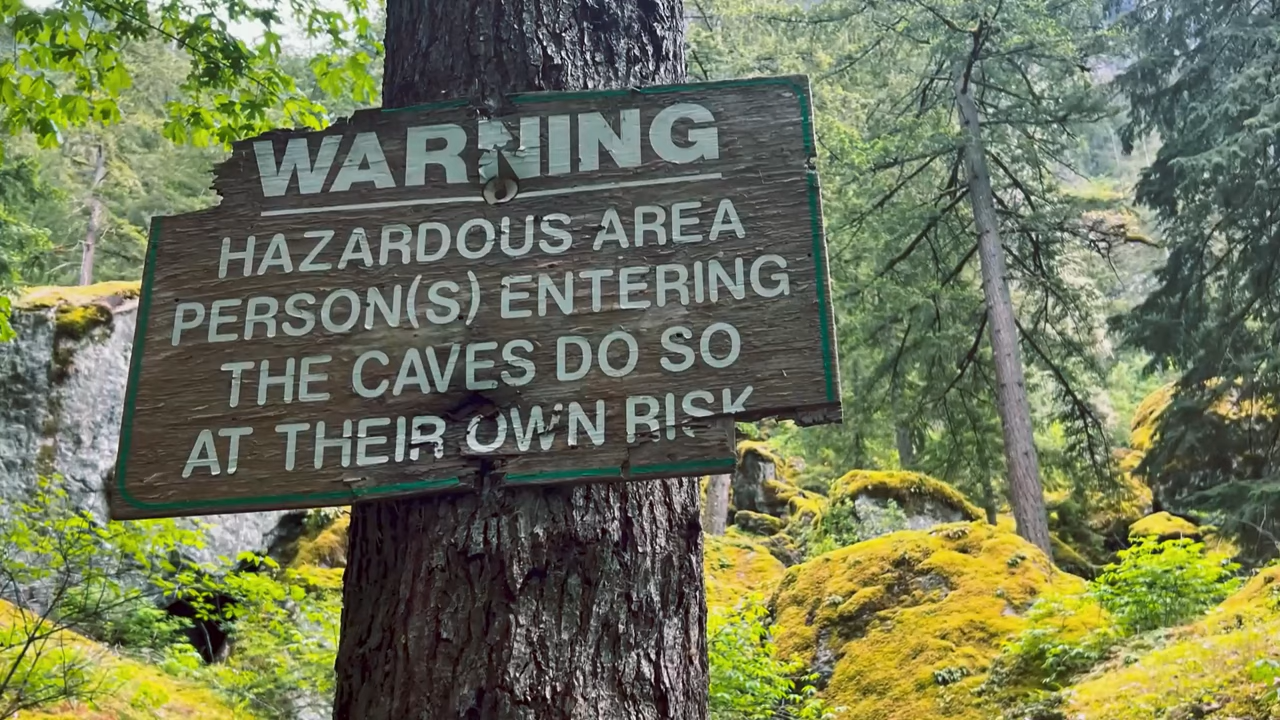 WARNING
HAZARDOUS AREA
PERSON(S) ENTERING
THE CAVES DO SO
AT THEIR OWN RISK